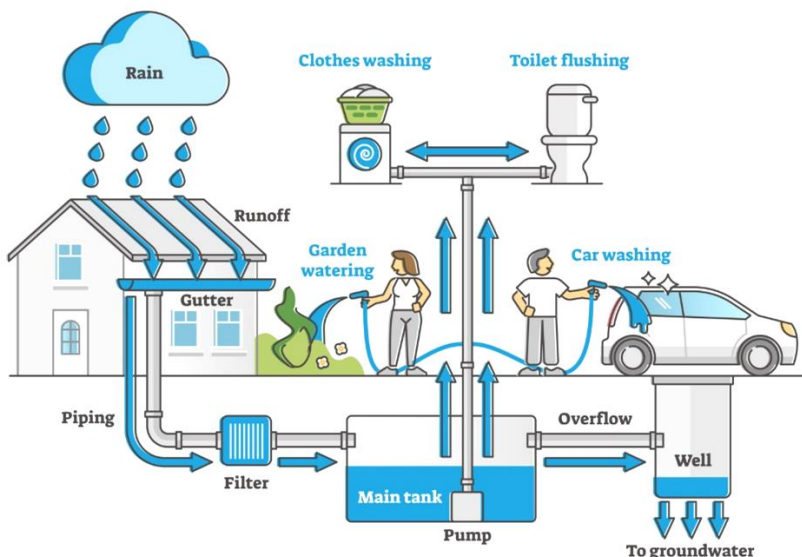 Rain
Clothes washing
Toilet flushing
Runoff
Garden
watering
Car washing
Gutter
Piping
Overflow
Filter
Main tank
Well
Pump
To groundwater